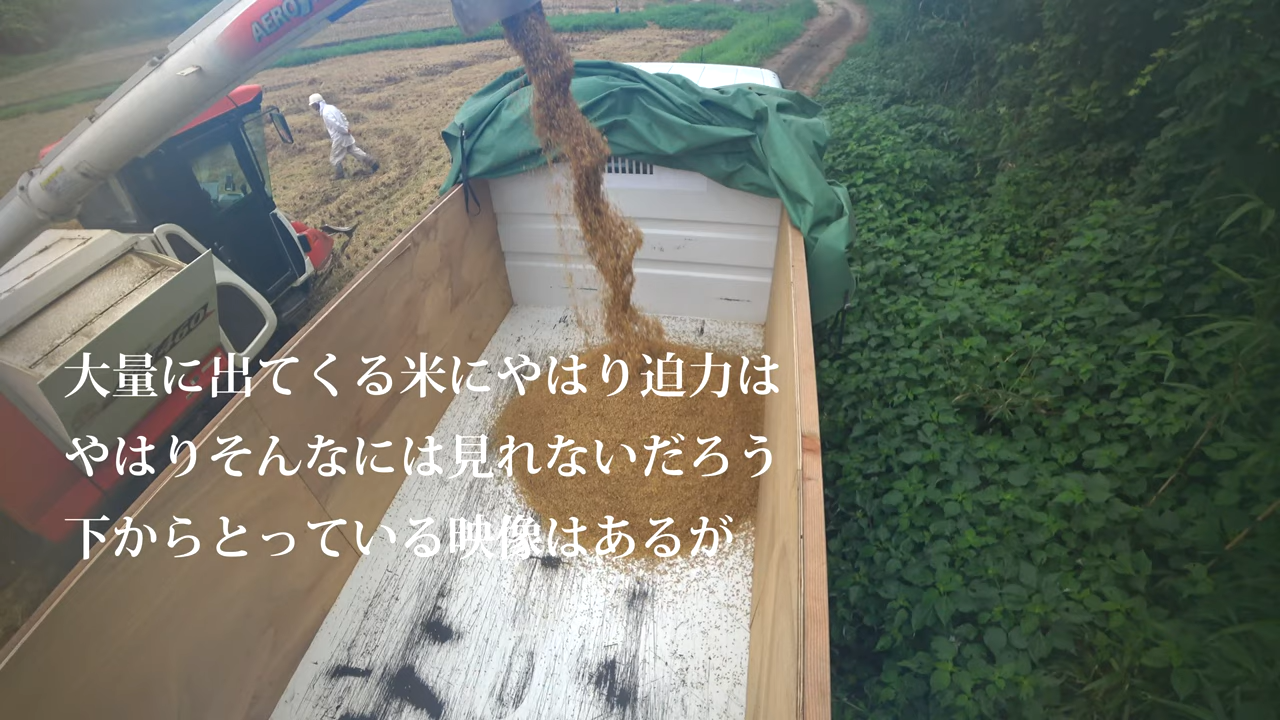 AERO
大量に出てくる米にやはり迫力は
やはりそんなには見れないだろう
下からとっている映像はあるが